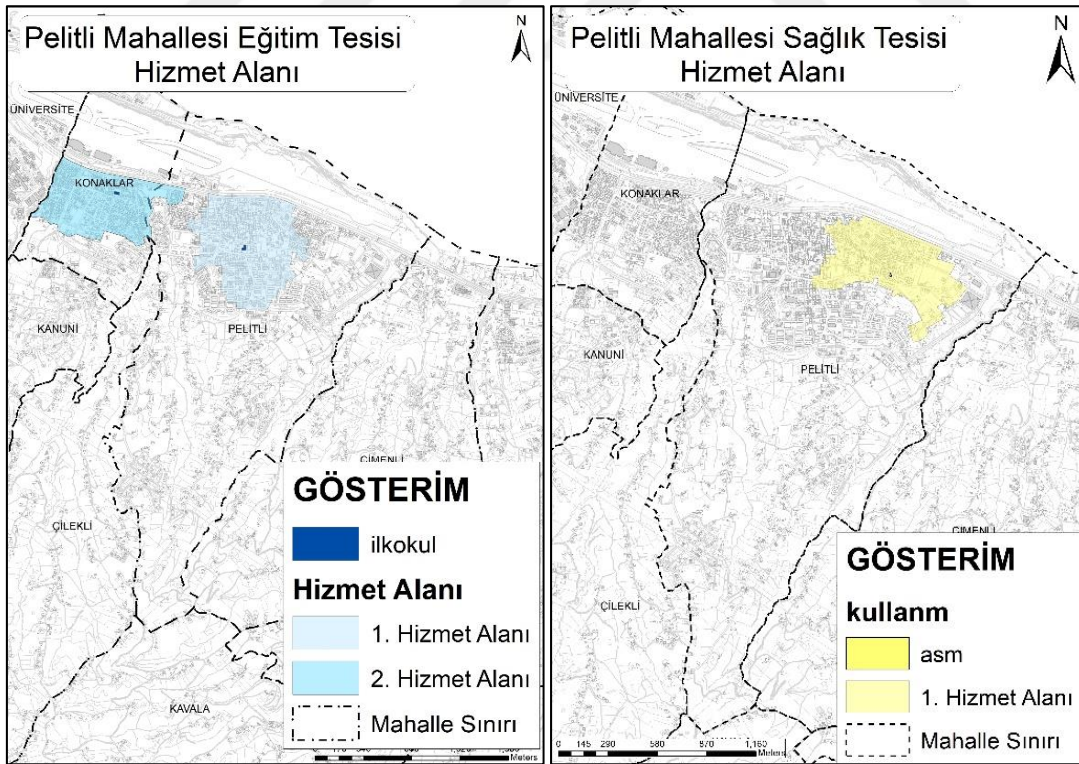 Pelitli Mahallesi Eğitim Tesisi
Hizmet Alanı
N
ÜNİVERSİTE
KONAKLAR
KANUNİ
PELİTLİ
ÇİMENLİ
ÇİLEKLİ
KAVALA
GÖSTERİM
ilkokul
Hizmet Alanı
1. Hizmet Alanı
2. Hizmet Alanı
Mahalle Sınırı
Meters
Pelitli Mahallesi Sağlık Tesisi
Hizmet Alanı
N
ÜNİVERSİTE
KONAKLAR
KANUNİ
PELİTLİ
ÇİMENLİ
ÇİLEKLİ
GÖSTERİM
kullanm
asm
1. Hizmet Alanı
Mahalle Sınırı
0 145 290 580 870 1,160
Meters